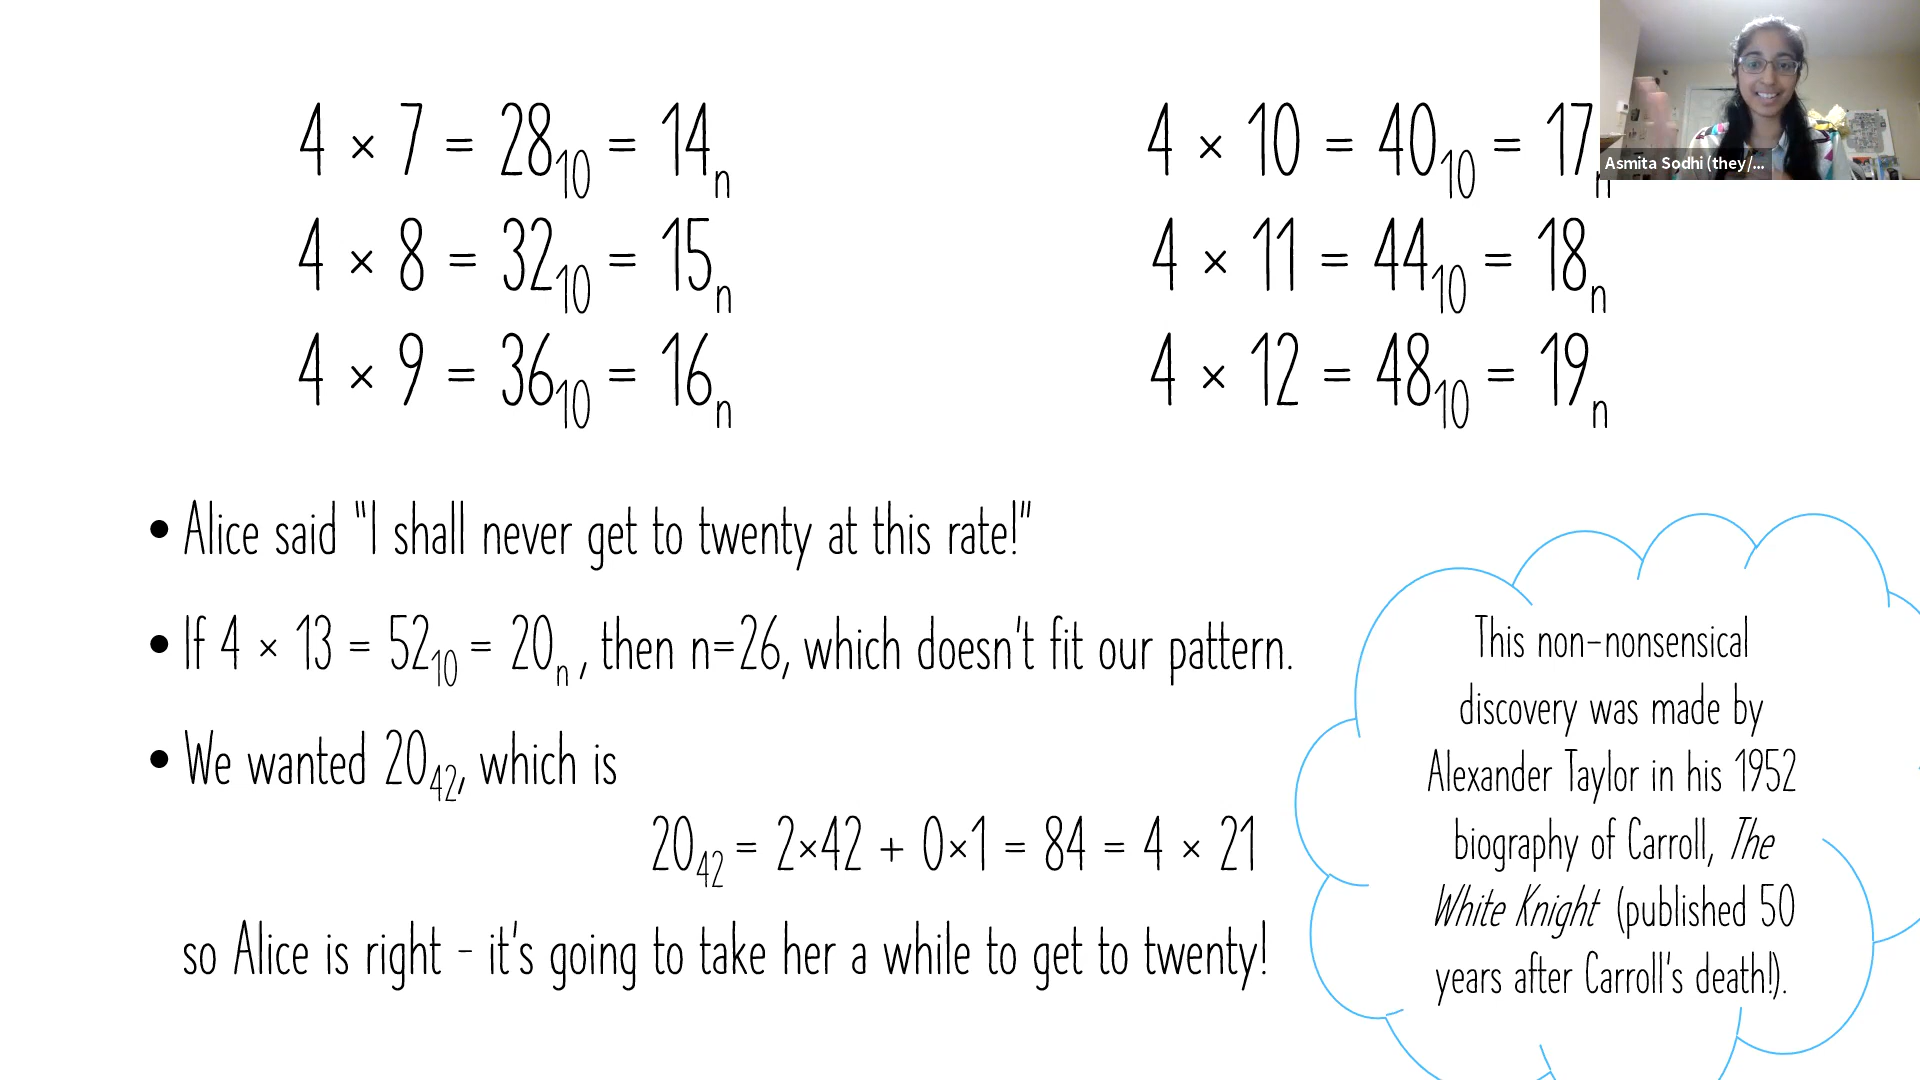 4 × 7 = 28₁₀ = 14ₙ
4 × 8 = 32₁₀ = 15ₙ
4 × 9 = 36₁₀ = 16ₙ
4 × 10 = 40₁₀ = 17ₙ
4 × 11 = 44₁₀ = 18ₙ
4 × 12 = 48₁₀ = 19ₙ
Asmita Sodhi (they/...
• Alice said "I shall never get to twenty at this rate!"
• If 4 × 13 = 52₁₀ = 20ₙ, then n=26, which doesn't fit our pattern.
• We wanted 20₄₂, which is
20₄₂ = 2×42 + 0×1 = 84 = 4 × 21
so Alice is right - it's going to take her a while to get to twenty!
This non-nonsensical
discovery was made by
Alexander Taylor in his 1952
biography of Carroll, The
White Knight (published 50
years after Carroll's death!).